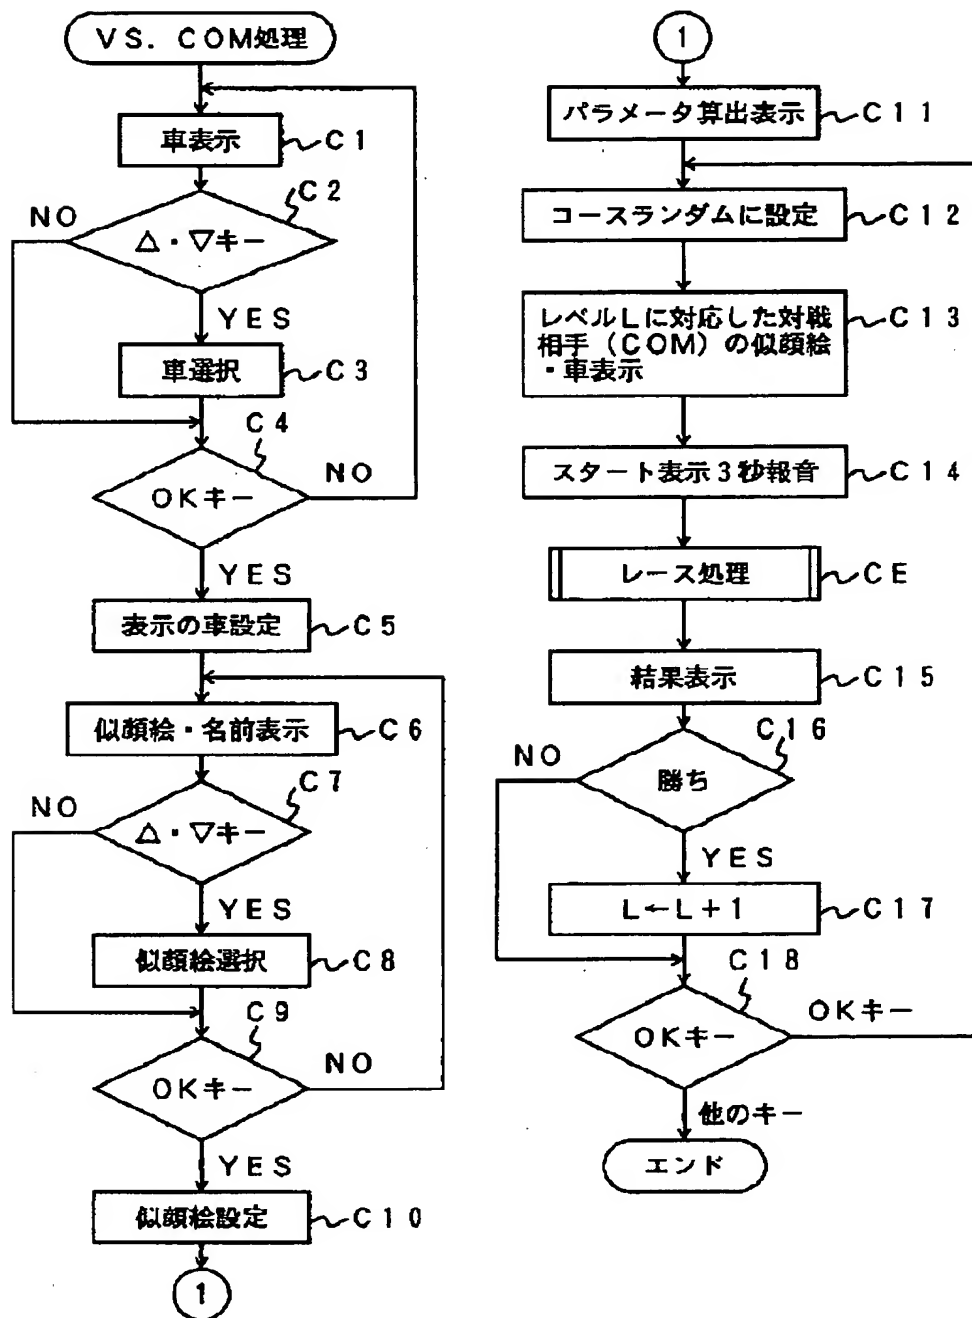 VS. COM処理
車表示
C1
C2
NO
△・▽キー
YES
車選択
C3
C4
OKキー
NO
YES
表示の車設定
C5
似顔絵・名前表示
C6
C7
NO
△・▽キー
YES
似顔絵選択
C8
C9
OKキー
NO
YES
似顔絵設定
C10
1
1
パラメータ算出表示
C11
コースランダムに設定
C12
レベルLに対応した対戦
相手(COM)の似顔絵
・車表示
C13
スタート表示3秒報音
C14
レース処理
CE
結果表示
C15
C16
NO
勝ち
YES
L←L+1
C17
C18
OKキー
OKキー
他のキー
エンド